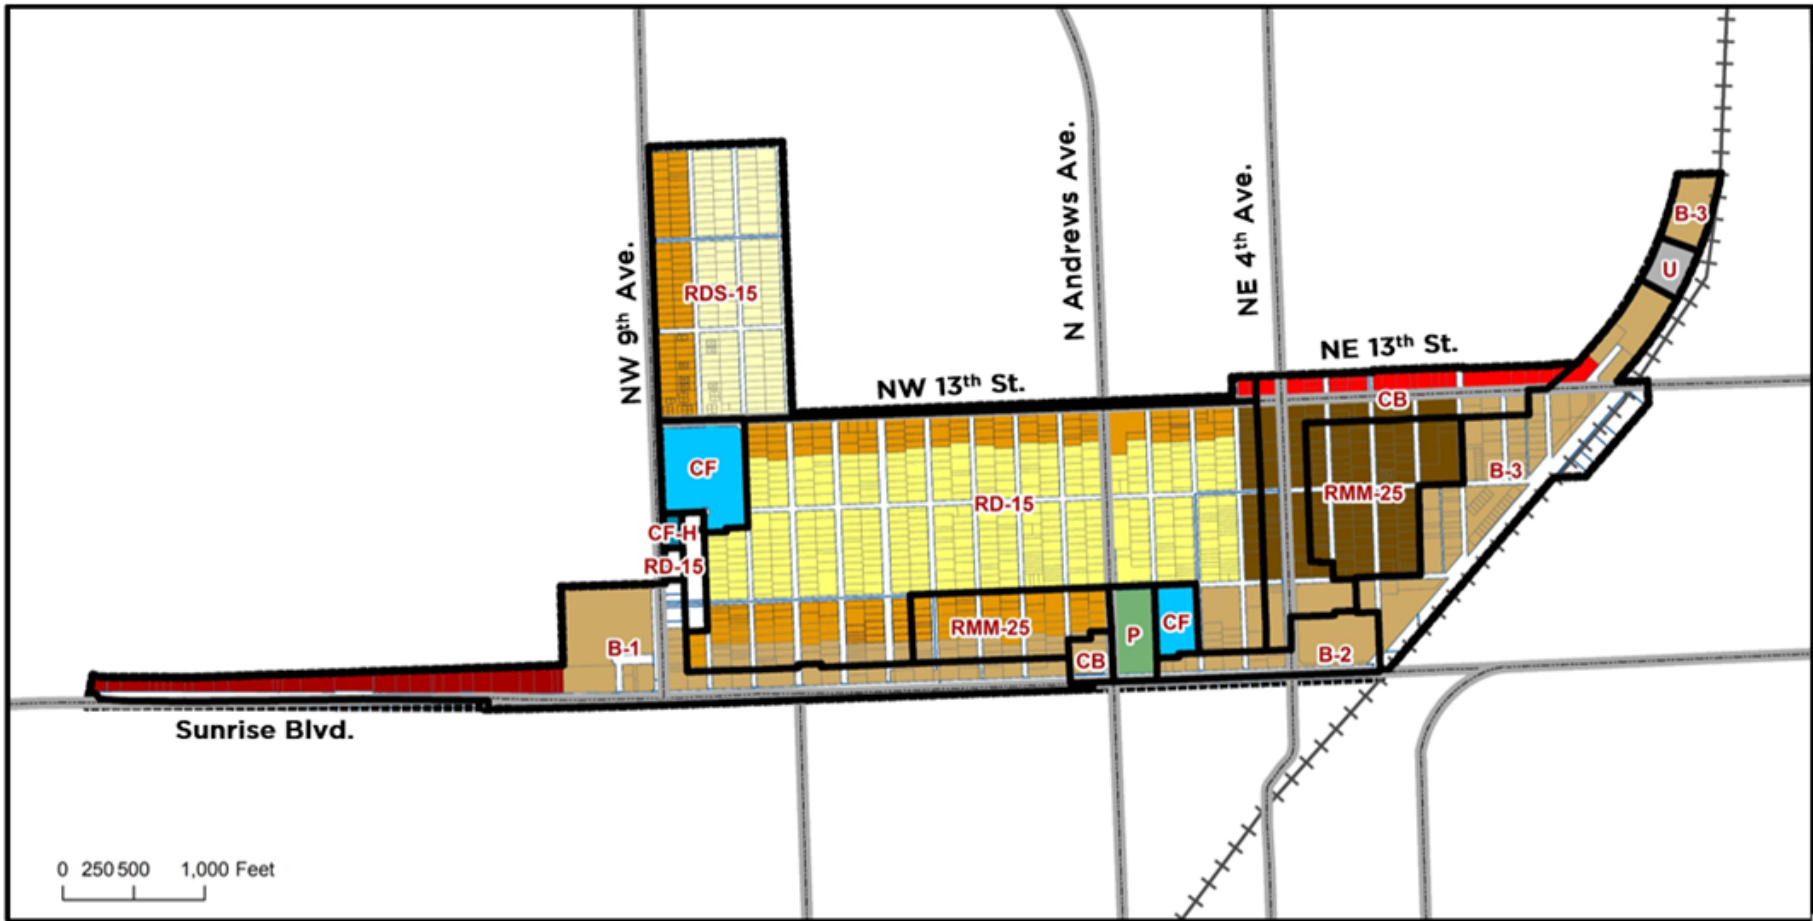 B-3
U
RDS-15
NW 9th Ave.
N Andrews Ave.
NE 4th Ave.
NE 13th St.
NW 13th St.
CB
CF
B-3
RMM-25
RD-15
CF-H
RD-15
RMM-25
P
CF
B-1
CB
B-2
Sunrise Blvd.
0 250 500 1,000 Feet